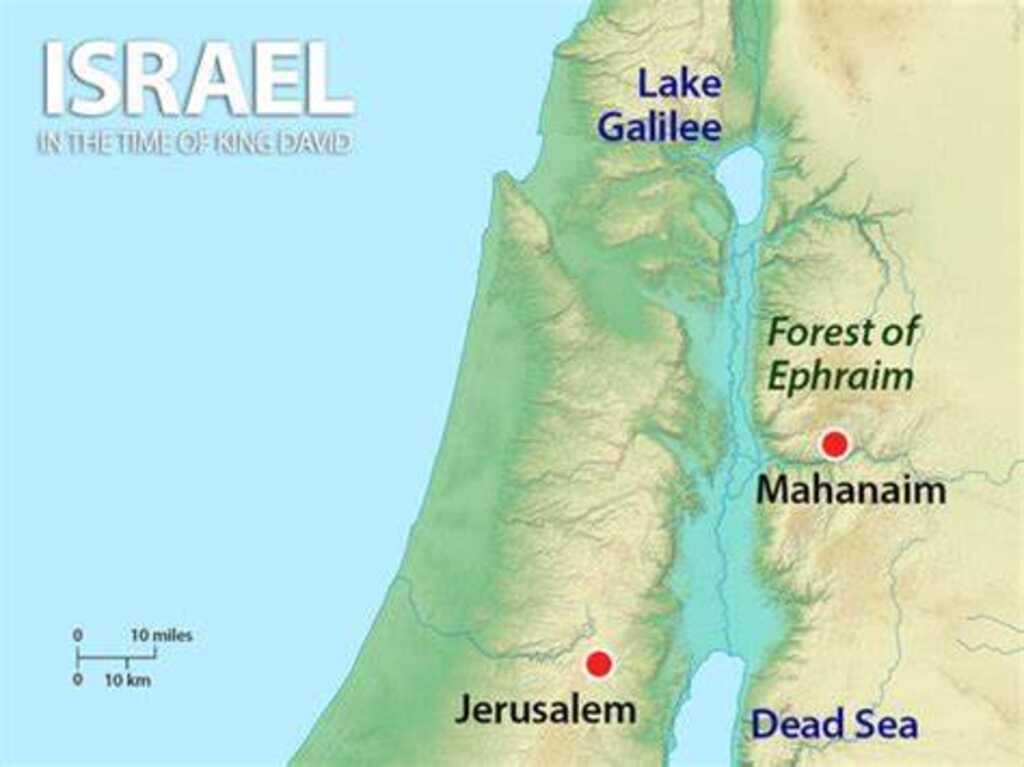 ISRAEL
IN THE TIME OF KING DAVID
Lake
Galilee
Forest of
Ephraim
Mahanaim
0 10 miles
0 10 km
Jerusalem
Dead Sea